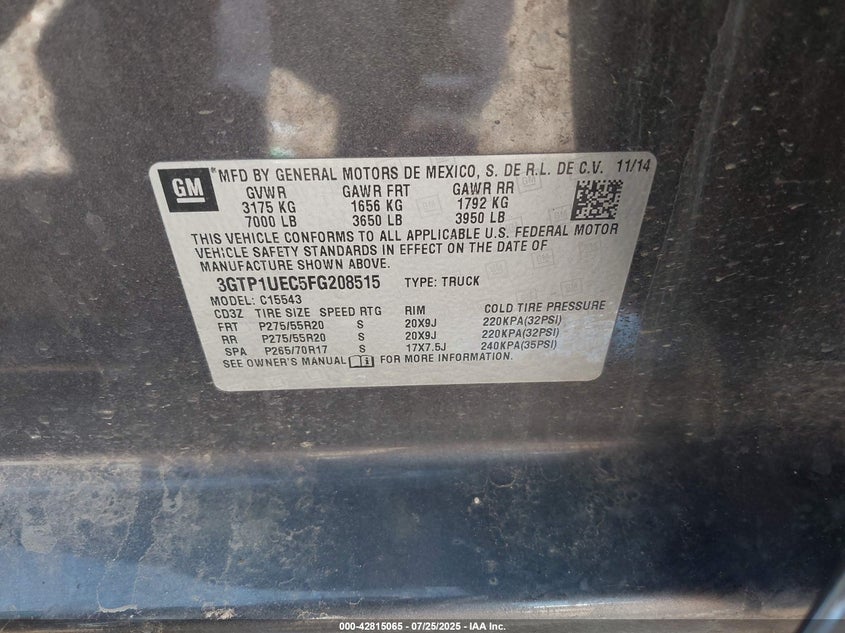 GM
® MFD BY GENERAL MOTORS DE MEXICO, S. DE R.L. DE C.V. 11/14
GVWR GAWR FRT GAWR RR
3175 KG 1656 KG 1792 KG
7000 LB 3650 LB 3950 LB
THIS VEHICLE CONFORMS TO ALL APPLICABLE U.S. FEDERAL MOTOR
VEHICLE SAFETY STANDARDS IN EFFECT ON THE DATE OF
MANUFACTURE SHOWN ABOVE.
3GTP1UEC5FG208515 TYPE: TRUCK
MODEL: C15543
CD3Z TIRE SIZE SPEED RTG RIM COLD TIRE PRESSURE
FRT P275/55R20 S 20X9J 220KPA(32PSI)
RR P275/55R20 S 20X9J 220KPA(32PSI)
SPA P265/70R17 S 17X7.5J 240KPA(35PSI)
SEE OWNER'S MANUAL FOR MORE INFORMATION.
000-42815065 - 07/25/2025 - IAA Inc.